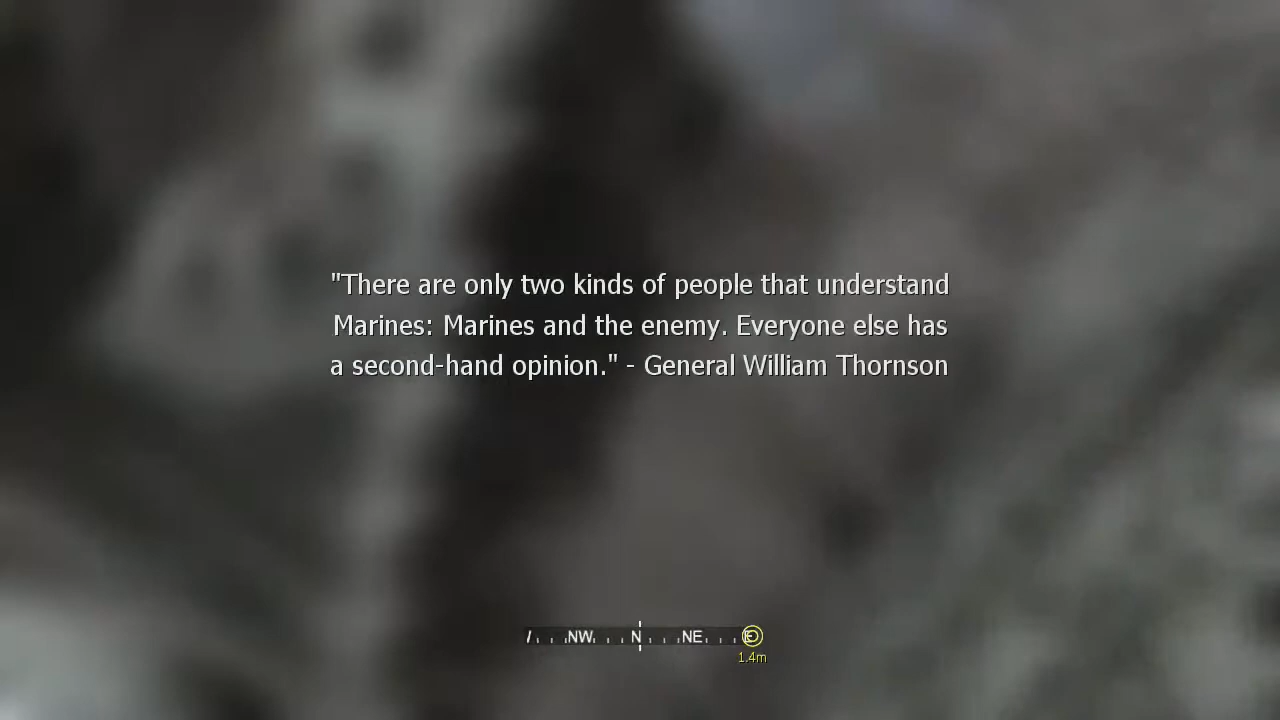 "There are only two kinds of people that understand
Marines: Marines and the enemy. Everyone else has
a second-hand opinion." - General William Thornson
NW N NE E
1.4m